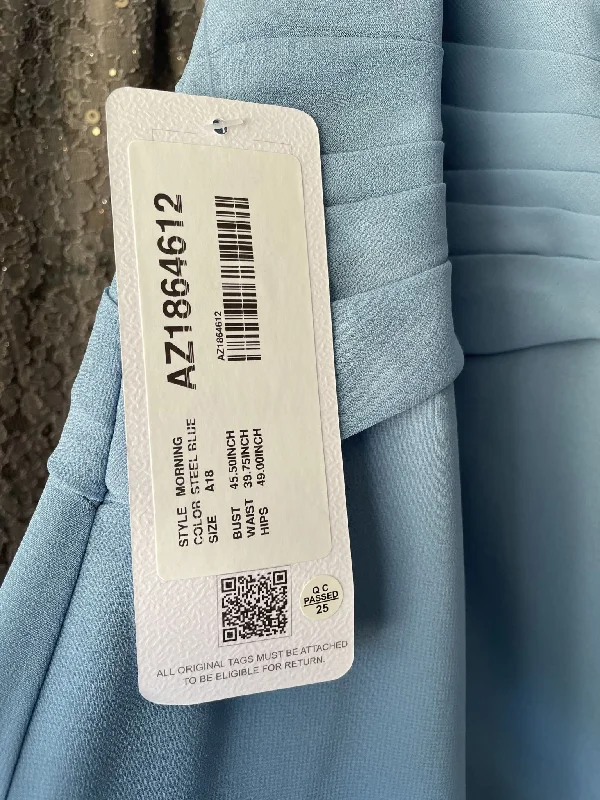 AZ1864612
AZ1864612
STYLE MORNING
COLOR STEEL BLUE
SIZE A18
BUST 45.50INCH
WAIST 39.75INCH
HIPS 49.00INCH
Q C
PASSED
25
ALL ORIGINAL TAGS MUST BE ATTACHED
TO BE ELIGIBLE FOR RETURN.